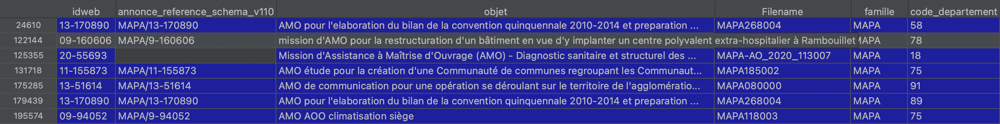 idweb annonce_reference_schema_v110 objet Filename famille code_departement
24610 13-170890 MAPA/13-170890 AMO pour l'elaboration du bilan de la convention quinquennale 2010-2014 et preparation ... MAPA268004 MAPA 58
122144 09-160606 MAPA/9-160606 mission d'AMO pour la restructuration d'un bâtiment en vue d'y implanter un centre polyvalent extra-hospitalier à Rambouillet 78
125355 20-55693 Mission d'Assistance à Maîtrise d'Ouvrage (AMO) - Diagnostic sanitaire et structurel des ... MAPA-AO_2020_113007 MAPA 18
131718 11-155873 MAPA/11-155873 AMO étude pour la création d'une Communauté de communes regroupant les Communaut... MAPA185002 MAPA 75
175285 13-51614 MAPA/13-51614 AMO de communication pour une opération se déroulant sur le territoire de l'agglomératio... MAPA080000 MAPA 91
179439 13-170890 MAPA/13-170890 AMO pour l'elaboration du bilan de la convention quinquennale 2010-2014 et preparation ... MAPA268004 MAPA 89
195574 09-94052 MAPA/9-94052 AMO AOO climatisation siège MAPA118003 MAPA 75